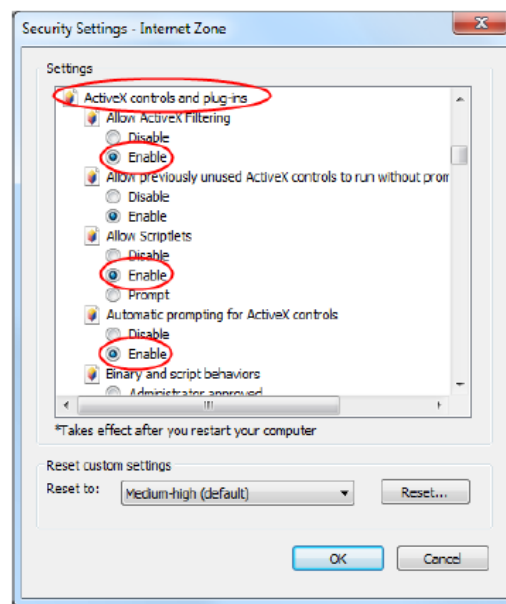 Security Settings - Internet Zone
Settings
ActiveX controls and plug-ins
Allow ActiveX Filtering
Disable
Enable
Allow previously unused ActiveX controls to run without pror
Disable
Enable
Allow Scriptlets
Disable
Enable
Prompt
Automatic prompting for ActiveX controls
Disable
Enable
Binary and script behaviors
Administrator approved
*Takes effect after you restart your computer
Reset custom settings
Reset to:
Medium-high (default)
Reset...
OK
Cancel